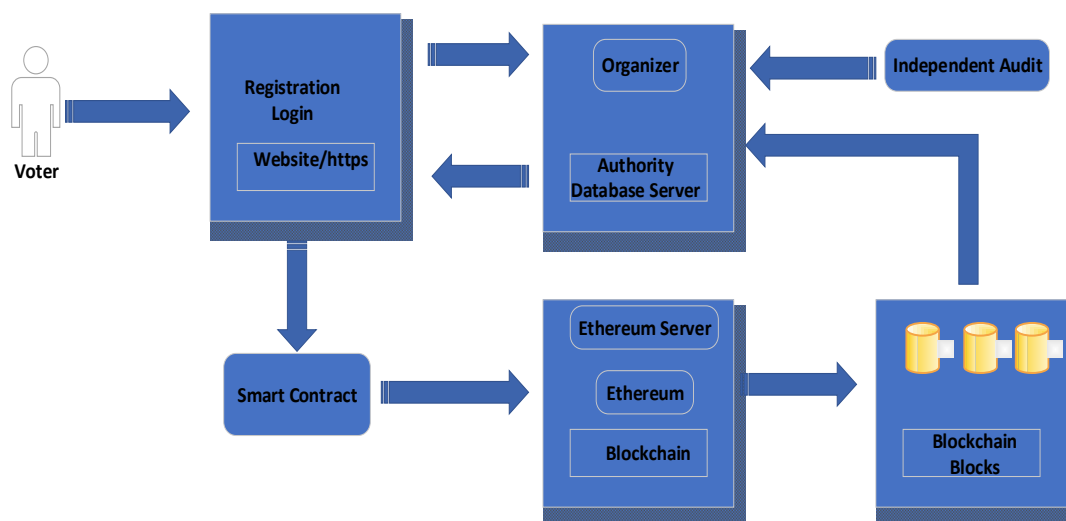 Voter
Registration
Login
Website/https
Organizer
Authority
Database Server
Independent Audit
Smart Contract
Ethereum Server
Ethereum
Blockchain
Blockchain
Blocks